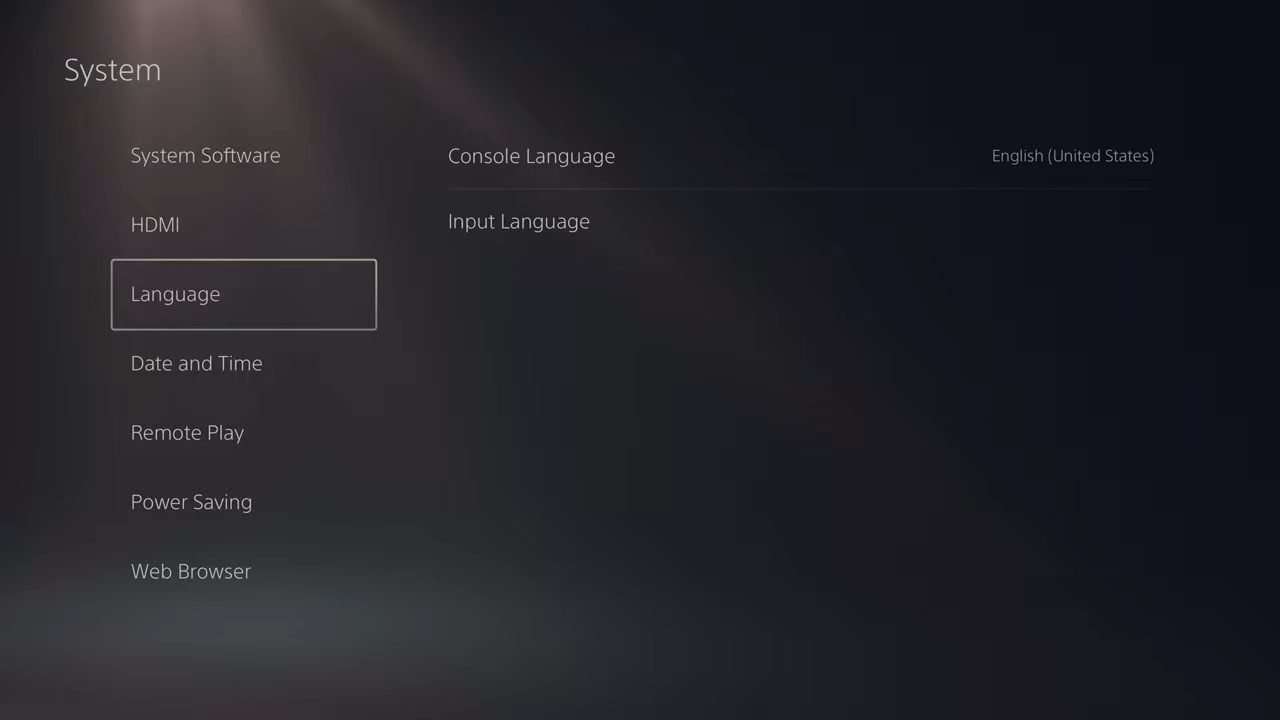 System
System Software
HDMI
Language
Date and Time
Remote Play
Power Saving
Web Browser
Console Language English (United States)
Input Language